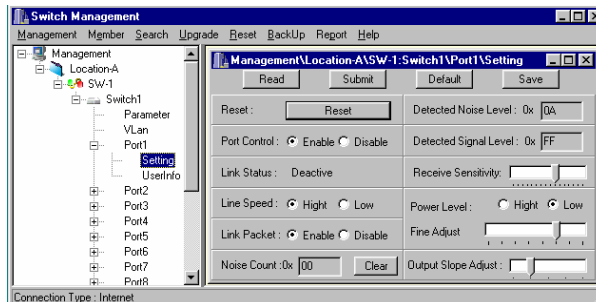 Switch Management
Management Member Search Upgrade Reset BackUp Report Help
Management
Location-A
SW-1
Switch1
Parameter
VLan
Port1
Setting
UserInfo
Port2
Port3
Port4
Port5
Port6
Port7
Port8
Management\Location-A\SW-1:Switch1\Port1\Setting
Read Submit Default Save
Reset : Reset
Detected Noise Level : 0x 0A
Port Control : Enable Disable
Detected Signal Level : 0x FF
Link Status : Deactive
Receive Sensitivity:
Line Speed : Hight Low
Power Level : Hight Low
Link Packet : Enable Disable
Fine Adjust
Noise Count :0x 00 Clear
Output Slope Adjust :
Connection Type : Internet